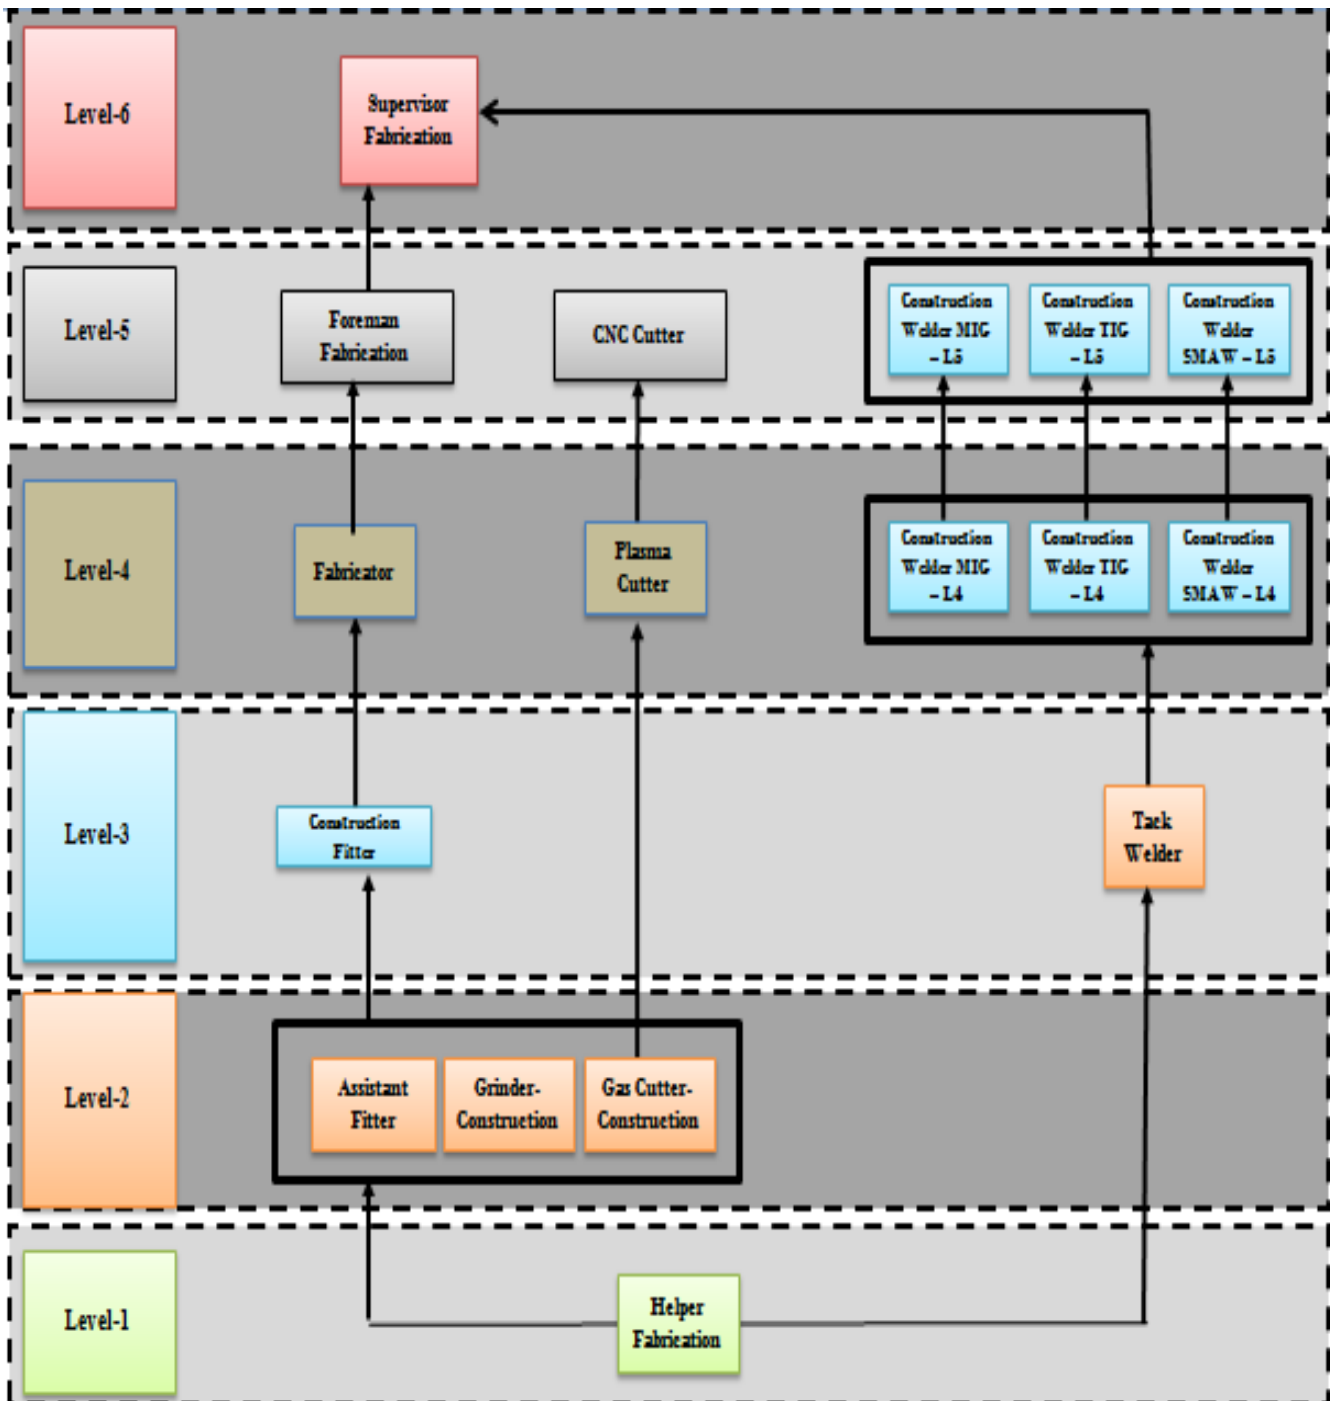 Level-6
Supervisor
Fabrication
Level-5
Foreman
Fabrication
CNC Cutter
Construction
Welder MIG
– L5
Construction
Welder TIG
– L5
Construction
Welder
SMAW – L5
Level-4
Fabricator
Plasma
Cutter
Construction
Welder MIG
– L4
Construction
Welder TIG
– L4
Construction
Welder
SMAW – L4
Level-3
Construction
Fitter
Tack
Welder
Level-2
Assistant
Fitter
Grinder-
Construction
Gas Cutter-
Construction
Level-1
Helper
Fabrication